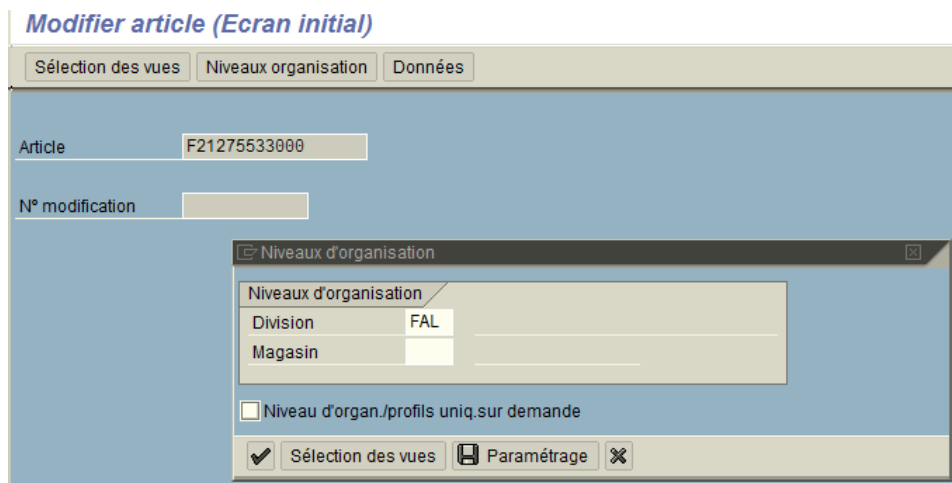 Modifier article (Ecran initial)
Sélection des vues Niveaux organisation Données
Article F21275533000
Nº modification
Niveaux d'organisation
Niveaux d'organisation
Division FAL
Magasin
Niveau d'organ./profils uniq.sur demande
Sélection des vues Paramétrage